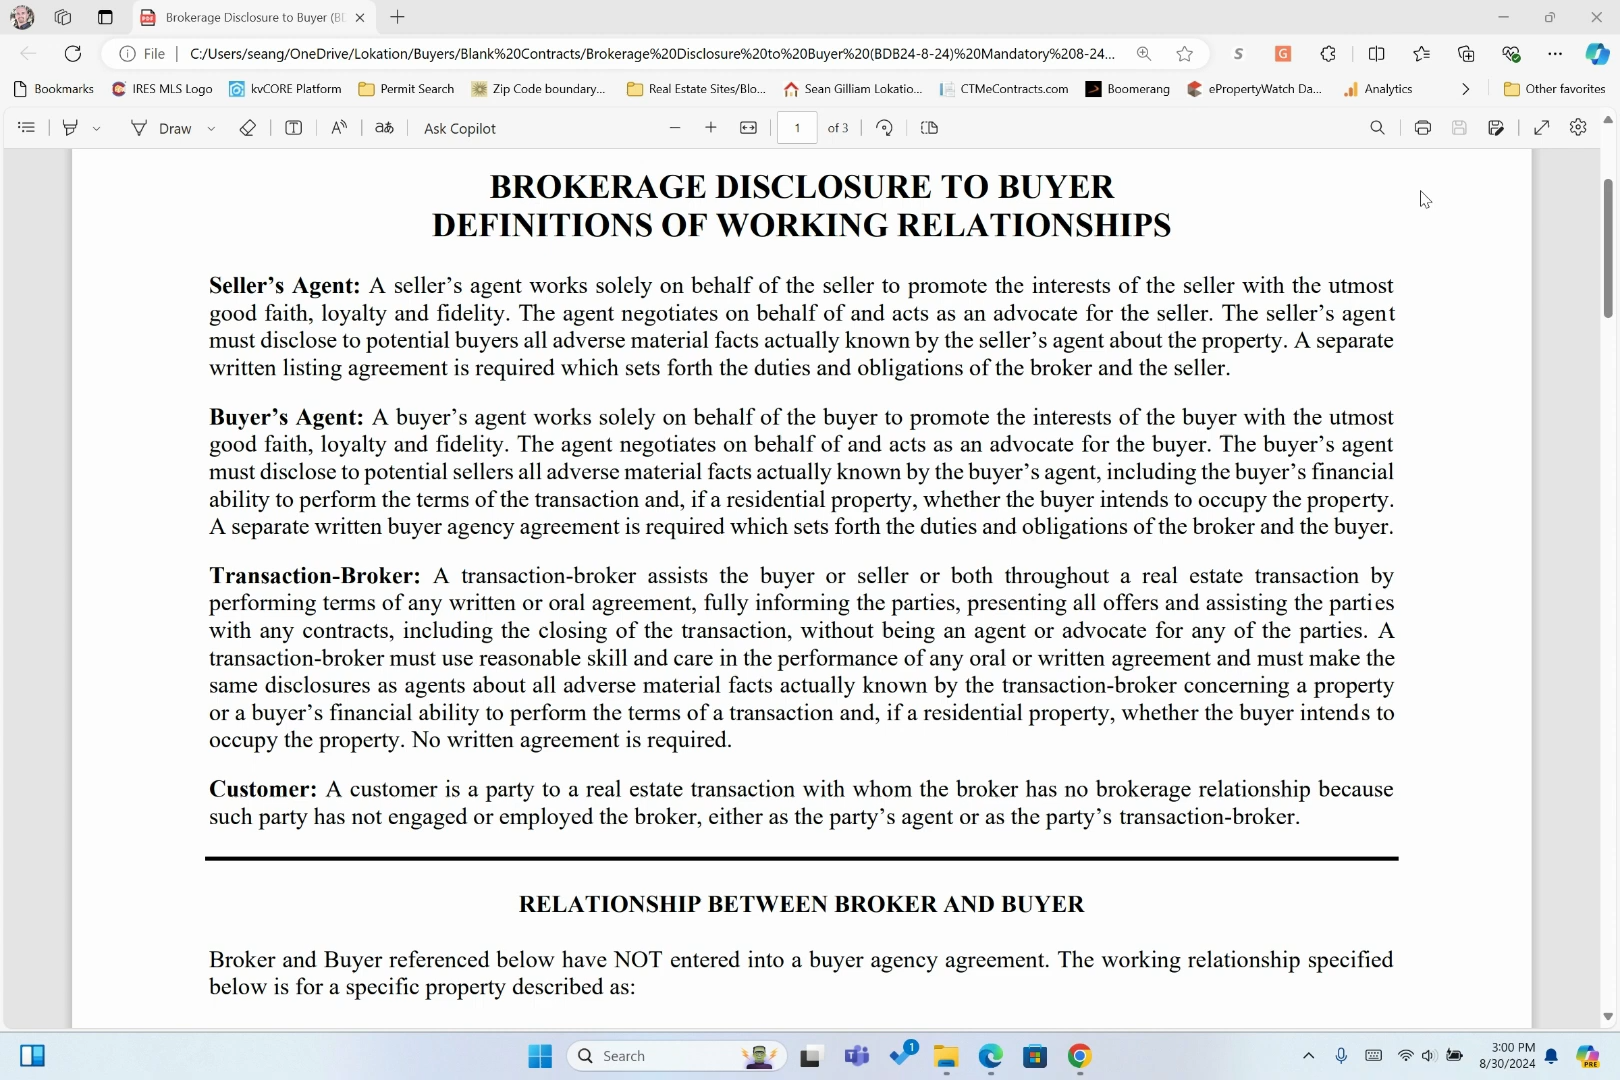 Brokerage Disclosure to Buyer (BD
File
C:/Users/seang/OneDrive/Lokation/Buyers/Blank%20Contracts/Brokerage%20Disclosure%20to%20Buyer%20(BDB24-8-24)%20Mandatory%208-24...
Bookmarks
IRES MLS Logo
kvCORE Platform
Permit Search
Zip Code boundary...
Real Estate Sites/Blo...
Sean Gilliam Lokatio...
CTMeContracts.com
Boomerang
ePropertyWatch Da...
Analytics
Other favorites
Draw
Ask Copilot
1 of 3
BROKERAGE DISCLOSURE TO BUYER
DEFINITIONS OF WORKING RELATIONSHIPS
Seller’s Agent: A seller’s agent works solely on behalf of the seller to promote the interests of the seller with the utmost
good faith, loyalty and fidelity. The agent negotiates on behalf of and acts as an advocate for the seller. The seller’s agent
must disclose to potential buyers all adverse material facts actually known by the seller’s agent about the property. A separate
written listing agreement is required which sets forth the duties and obligations of the broker and the seller.
Buyer’s Agent: A buyer’s agent works solely on behalf of the buyer to promote the interests of the buyer with the utmost
good faith, loyalty and fidelity. The agent negotiates on behalf of and acts as an advocate for the buyer. The buyer’s agent
must disclose to potential sellers all adverse material facts actually known by the buyer’s agent, including the buyer’s financial
ability to perform the terms of the transaction and, if a residential property, whether the buyer intends to occupy the property.
A separate written buyer agency agreement is required which sets forth the duties and obligations of the broker and the buyer.
Transaction-Broker: A transaction-broker assists the buyer or seller or both throughout a real estate transaction by
performing terms of any written or oral agreement, fully informing the parties, presenting all offers and assisting the parties
with any contracts, including the closing of the transaction, without being an agent or advocate for any of the parties. A
transaction-broker must use reasonable skill and care in the performance of any oral or written agreement and must make the
same disclosures as agents about all adverse material facts actually known by the transaction-broker concerning a property
or a buyer’s financial ability to perform the terms of a transaction and, if a residential property, whether the buyer intends to
occupy the property. No written agreement is required.
Customer: A customer is a party to a real estate transaction with whom the broker has no brokerage relationship because
such party has not engaged or employed the broker, either as the party’s agent or as the party’s transaction-broker.
RELATIONSHIP BETWEEN BROKER AND BUYER
Broker and Buyer referenced below have NOT entered into a buyer agency agreement. The working relationship specified
below is for a specific property described as:
Search
1
3:00 PM
8/30/2024